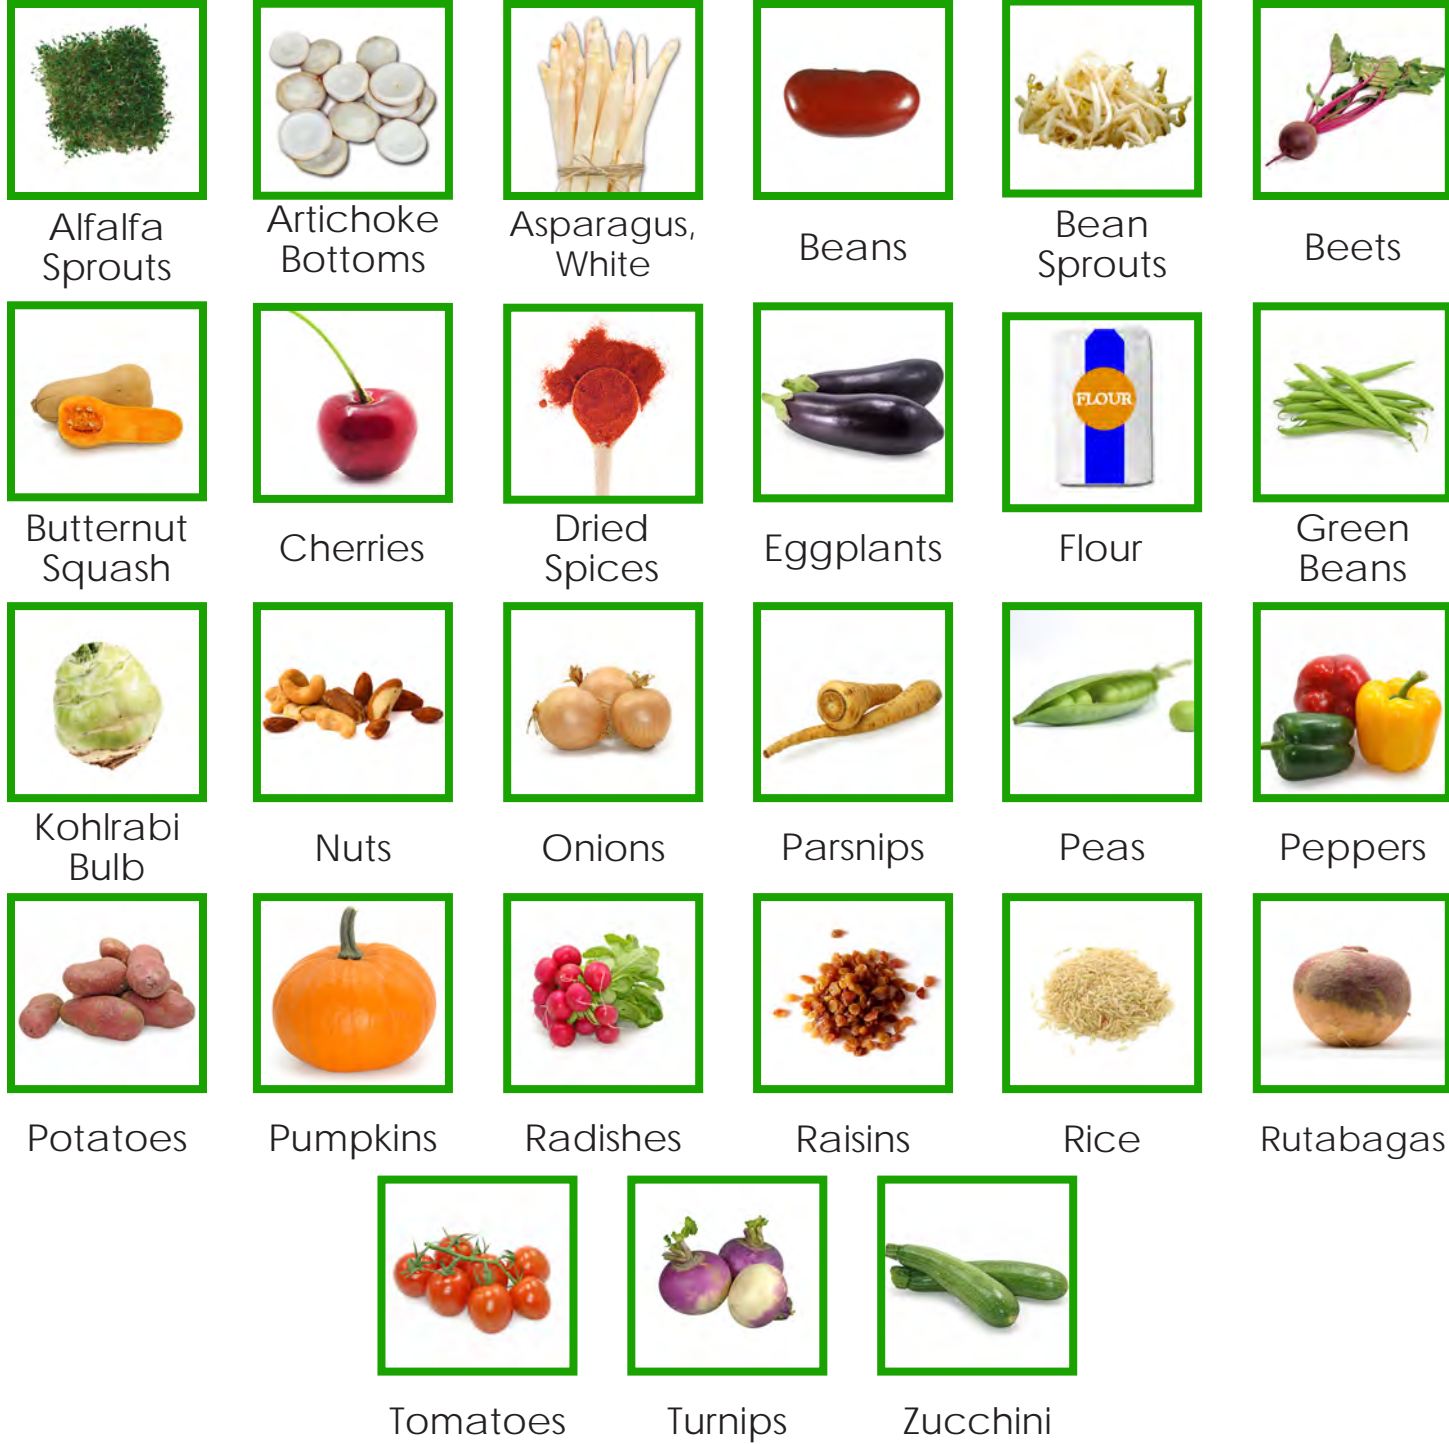 Alfalfa
Sprouts
Artichoke
Bottoms
Asparagus,
White
Beans
Bean
Sprouts
Beets
FLOUR
Butternut
Squash
Cherries
Dried
Spices
Eggplants
Flour
Green
Beans
Kohlrabi
Bulb
Nuts
Onions
Parsnips
Peas
Peppers
Potatoes
Pumpkins
Radishes
Raisins
Rice
Rutabagas
Tomatoes
Turnips
Zucchini